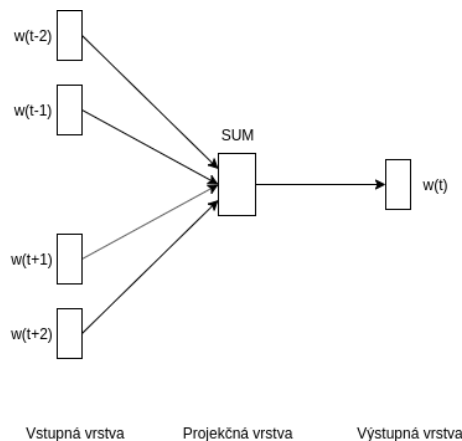 w(t-2)
w(t-1)
SUM
w(t)
w(t+1)
w(t+2)
Vstupná vrstva
Projekčná vrstva
Výstupná vrstva